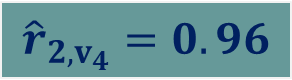 r̂₂,ᵥ₄ = 0.96